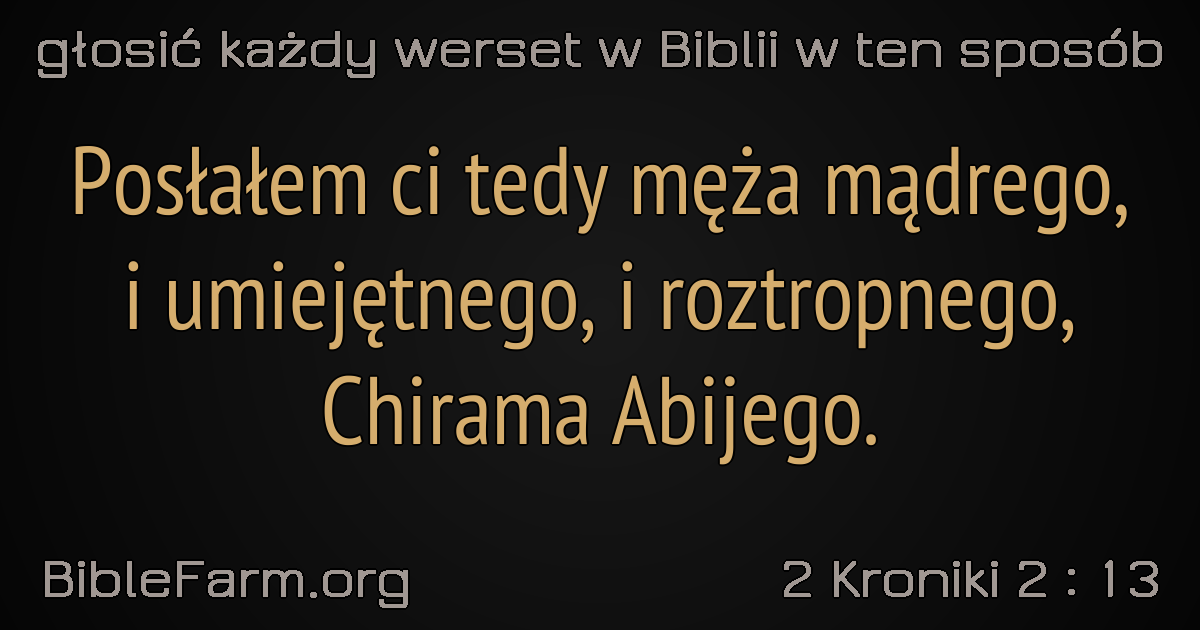 głosić każdy werset w Biblii w ten sposób
Posłałem ci tedy męża mądrego,
i umiejętnego, i roztropnego,
Chirama Abijego.
BibleFarm.org
2 Kroniki 2 : 13